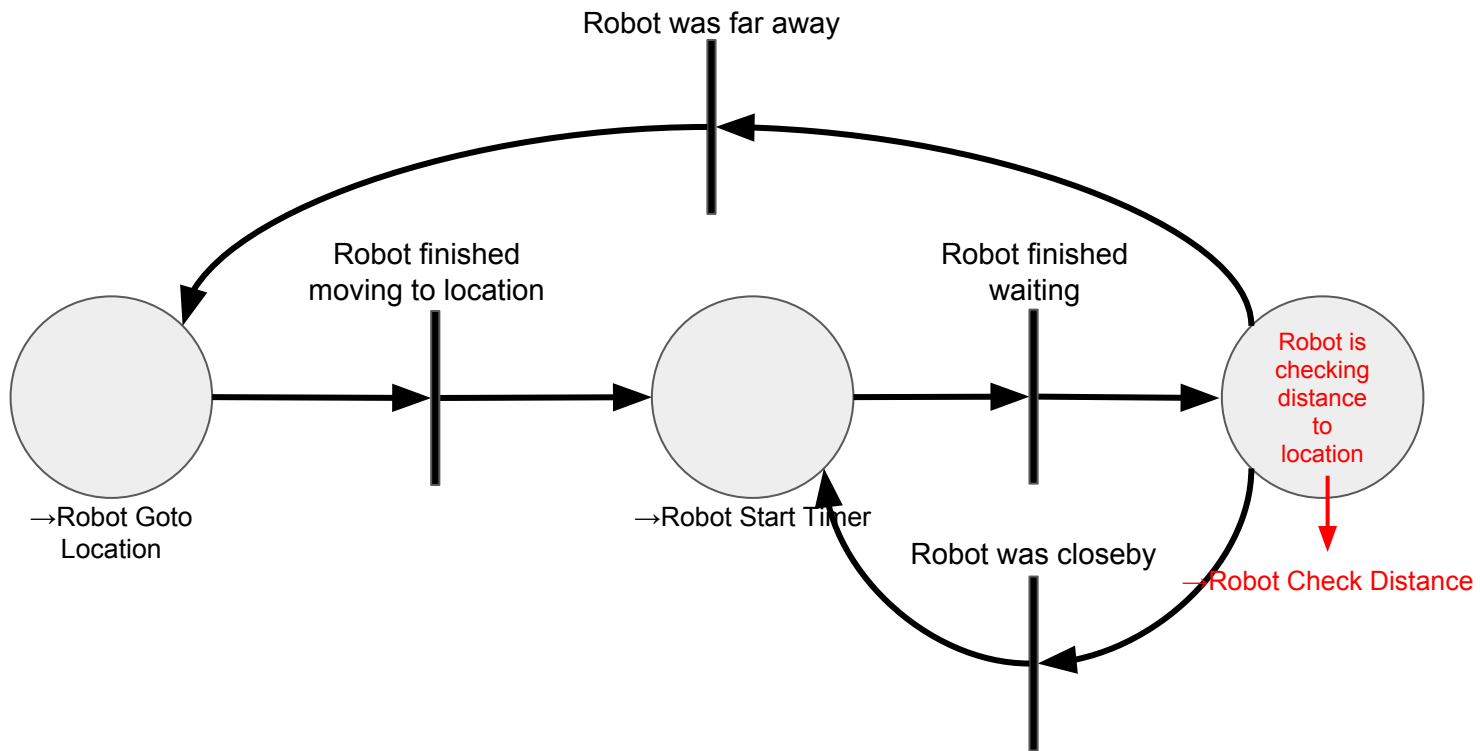 Robot was far away
Robot finished
moving to location
Robot finished
waiting
Robot is
checking
distance
to
location
→Robot Goto
Location
→Robot Start Timer
Robot was closeby
→Robot Check Distance